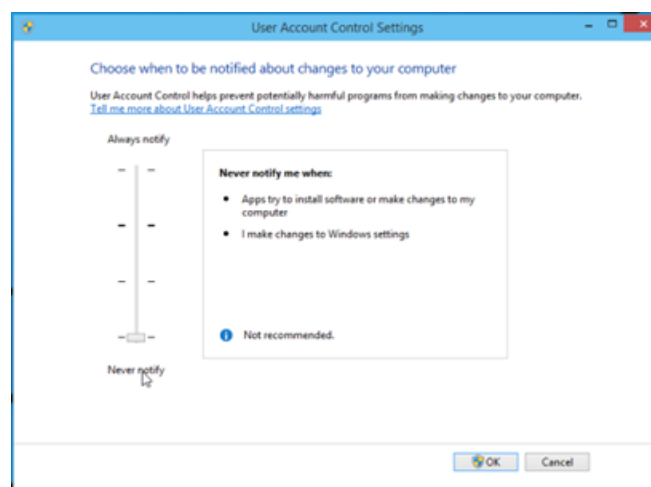 User Account Control Settings
Choose when to be notified about changes to your computer
User Account Control helps prevent potentially harmful programs from making changes to your computer.
Tell me more about User Account Control settings
Always notify
Never notify me when:
• Apps try to install software or make changes to my
computer
• I make changes to Windows settings
Not recommended.
Never notify
OK
Cancel